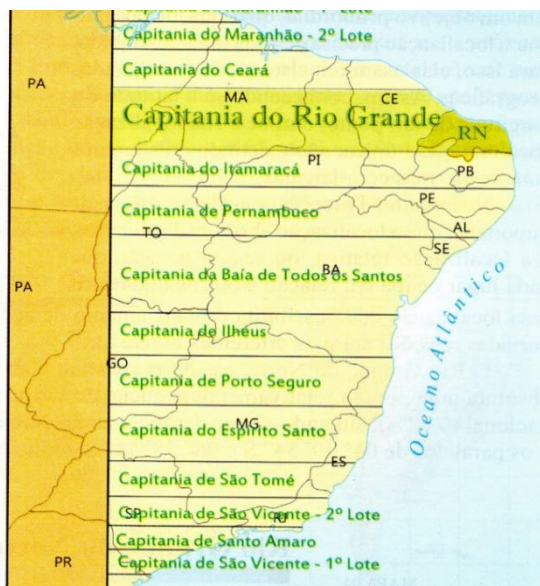 Capitania do Maranhão - 2º Lote
Capitania do Ceará
PA
MA
CE
Capitania do Rio Grande
RN
PI
PB
Capitania do Itamaracá
PE
Capitania de Pernambuco
AL
TO
SE
BA
Capitania da Baía de Todos os Santos
PA
Oceano Atlântico
Capitania de Ilhéus
GO
Capitania de Porto Seguro
MG
Capitania do Espírito Santo
ES
Capitania de São Tomé
SP
Capitania de São Vicente - 2º Lote
RJ
Capitania de Santo Amaro
PR
Capitania de São Vicente - 1º Lote